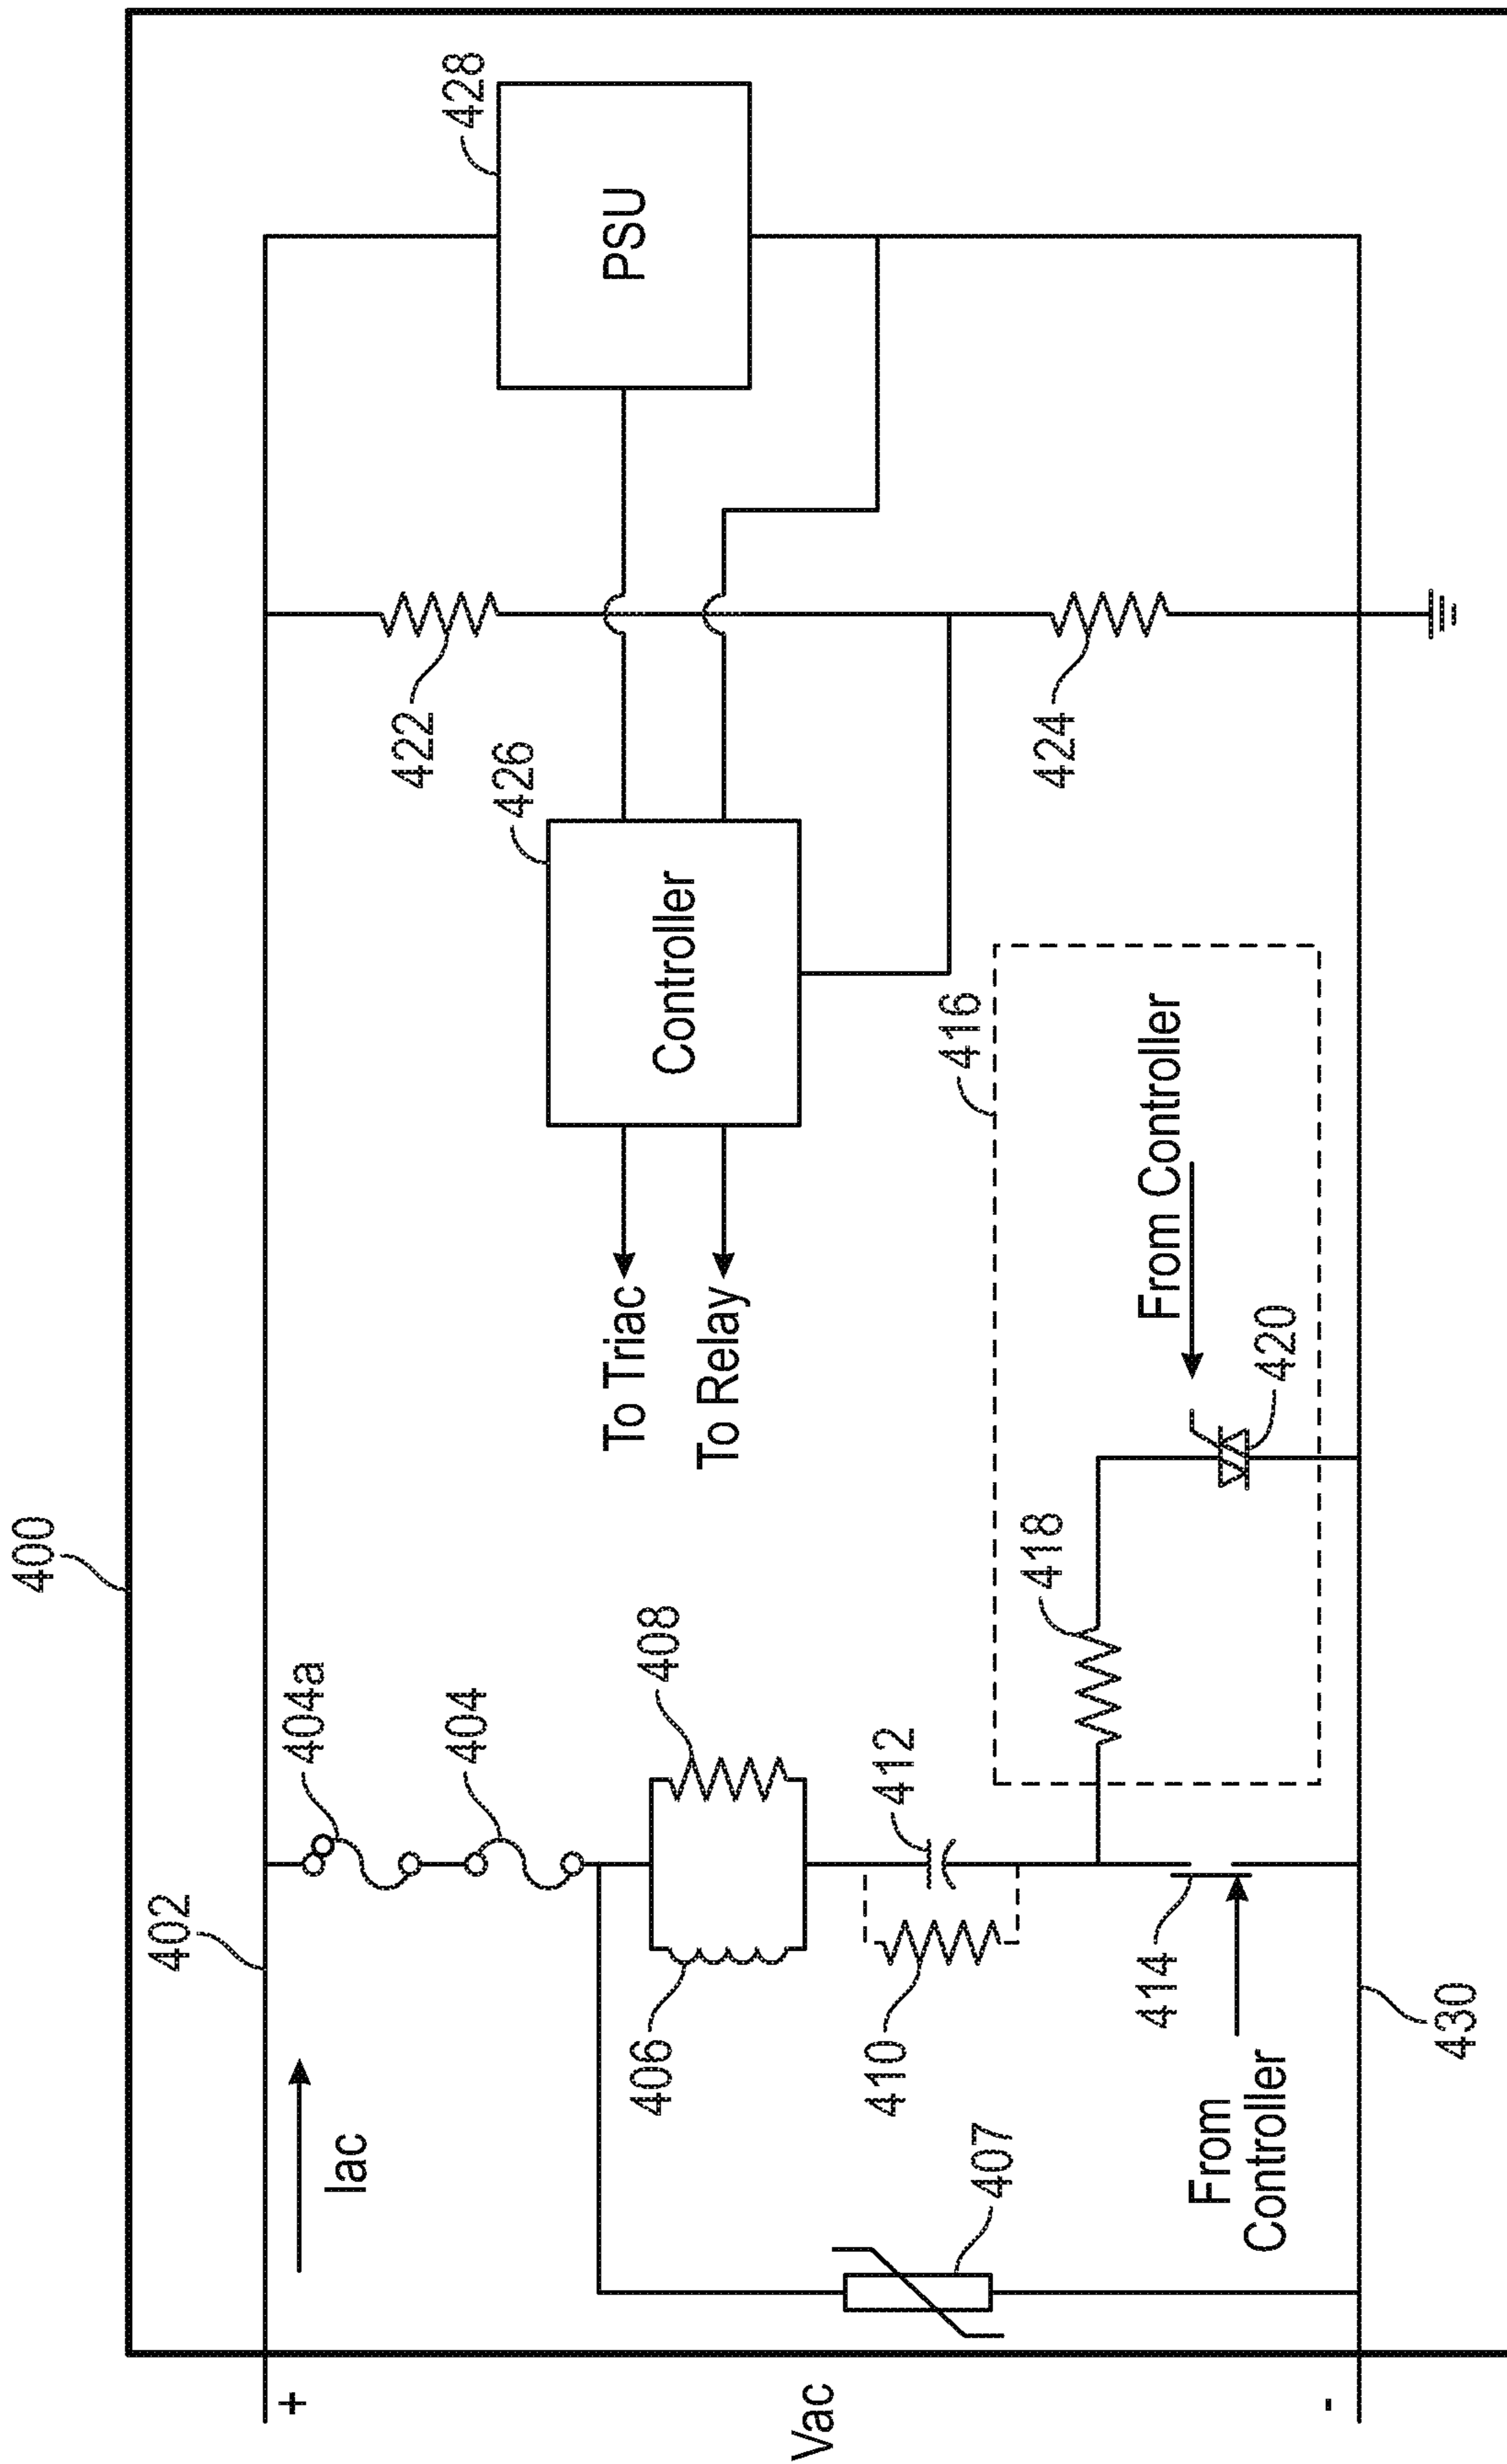 400
402
Iac
404a
404
406
408
407
410
412
414
From
Controller
418
416
From Controller
420
To Triac
To Relay
Controller
426
422
424
PSU
428
430
+
Vac
-